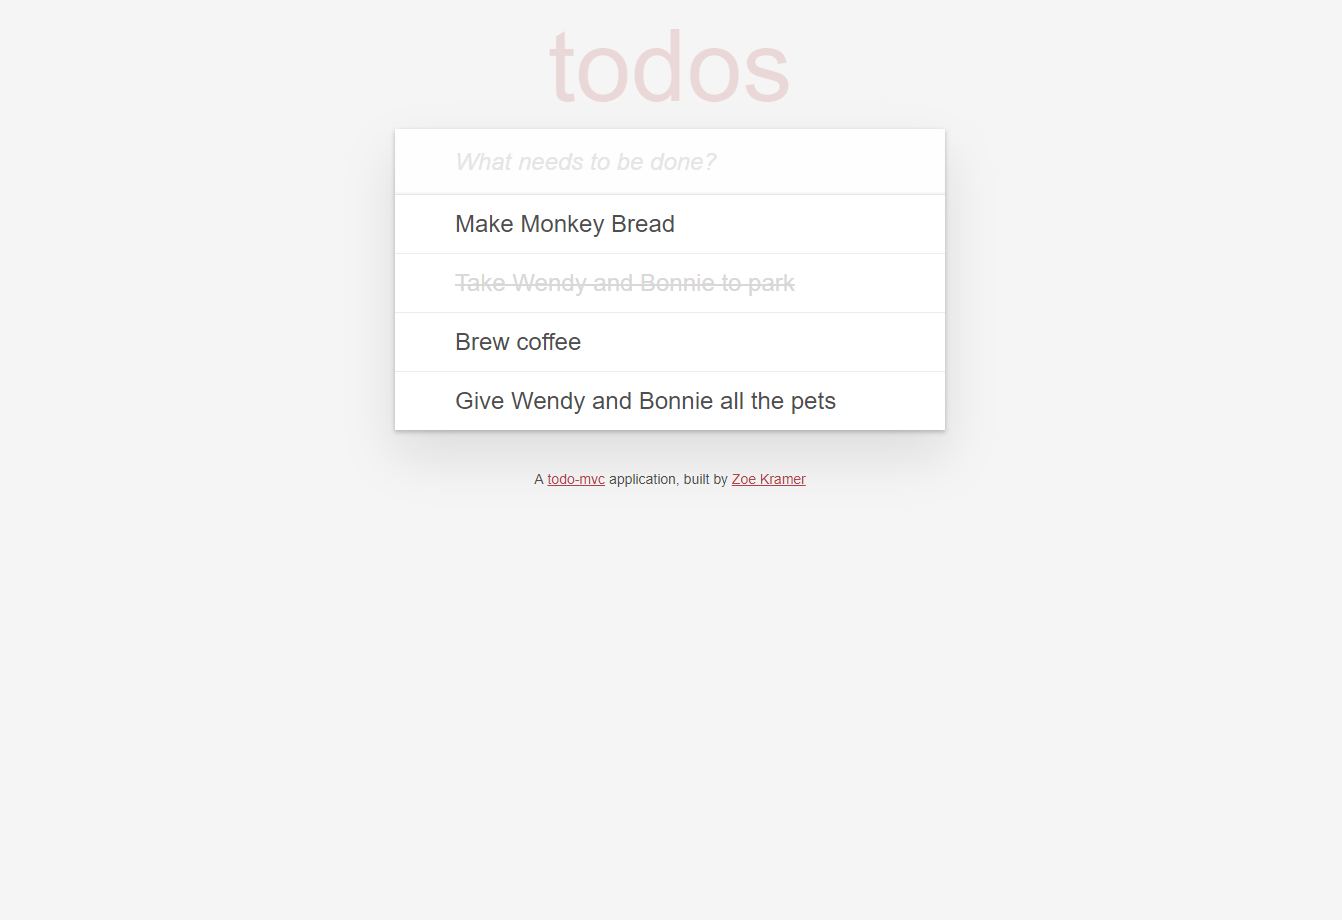 todos
What needs to be done?
Make Monkey Bread
Take Wendy and Bonnie to park
Brew coffee
Give Wendy and Bonnie all the pets
A todo-mvc application, built by Zoe Kramer